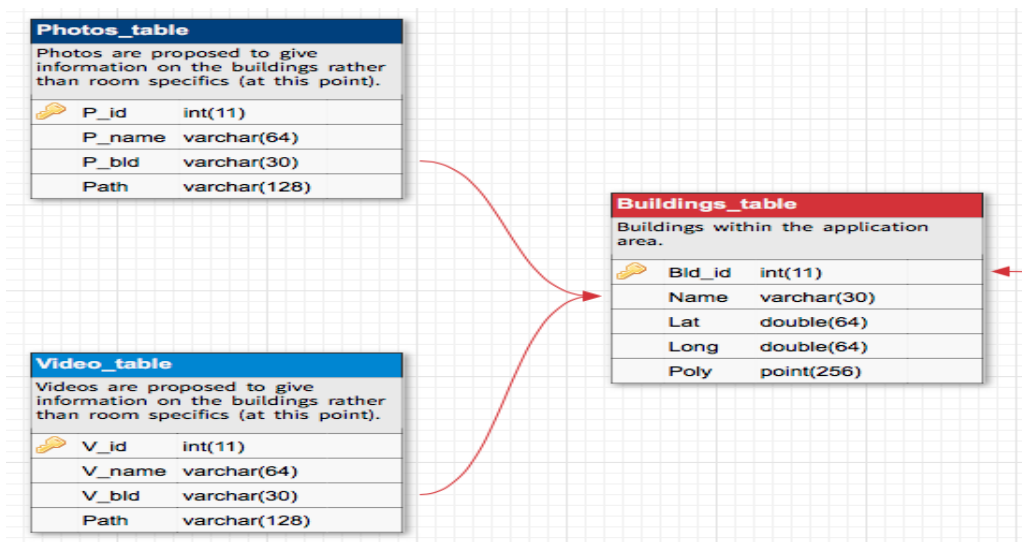 Photos_table
Photos are proposed to give
information on the buildings rather
than room specifics (at this point).
P_id int(11)
P_name varchar(64)
P_bld varchar(30)
Path varchar(128)
Buildings_table
Buildings within the application
area.
Bld_id int(11)
Name varchar(30)
Lat double(64)
Long double(64)
Poly point(256)
Video_table
Videos are proposed to give
information on the buildings rather
than room specifics (at this point).
V_id int(11)
V_name varchar(64)
V_bld varchar(30)
Path varchar(128)